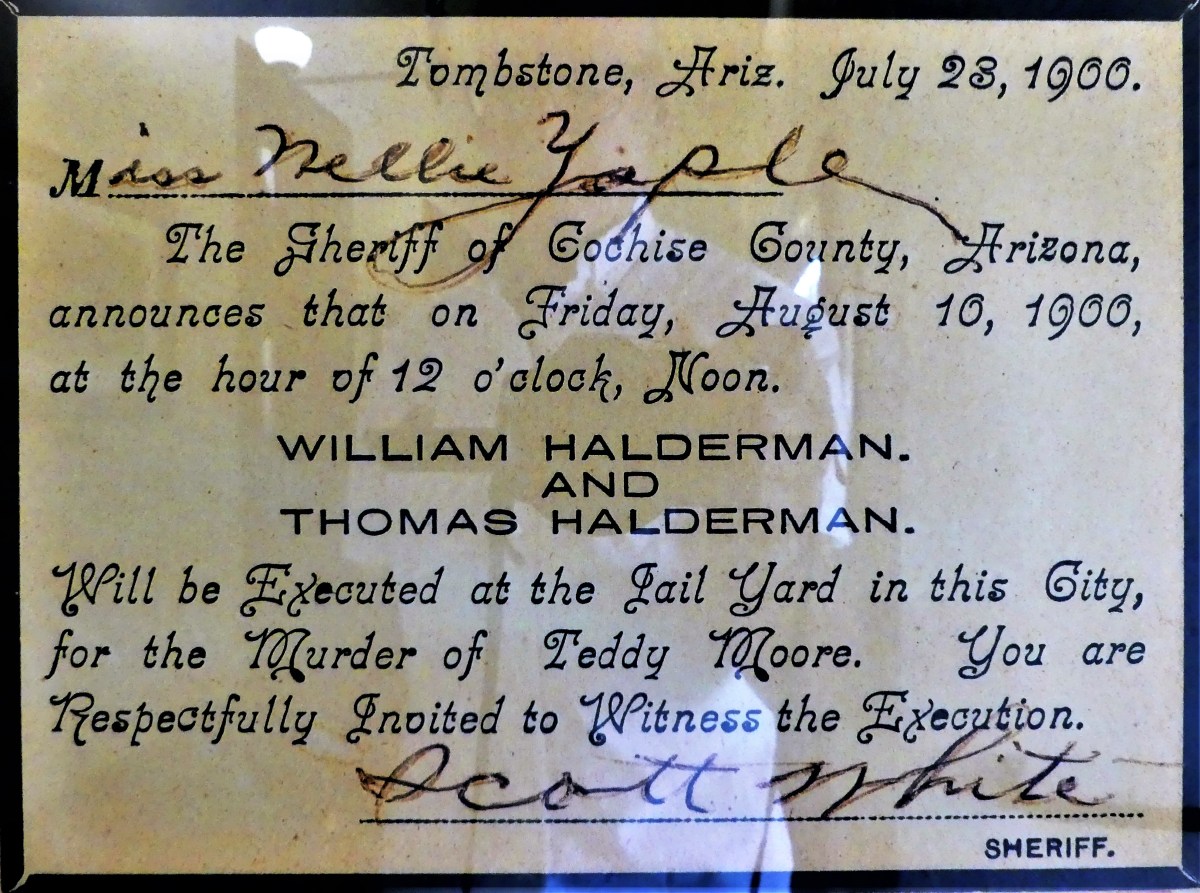 Tombstone, Ariz. July 23, 1900.
Miss Nellie Yaple
The Sheriff of Cochise County, Arizona,
announces that on Friday, August 10, 1900,
at the hour of 12 o'clock, Noon.
WILLIAM HALDERMAN.
AND
THOMAS HALDERMAN.
Will be Executed at the Jail Yard in this City,
for the Murder of Teddy Moore. You are
Respectfully Invited to Witness the Execution.
Scott White
SHERIFF.